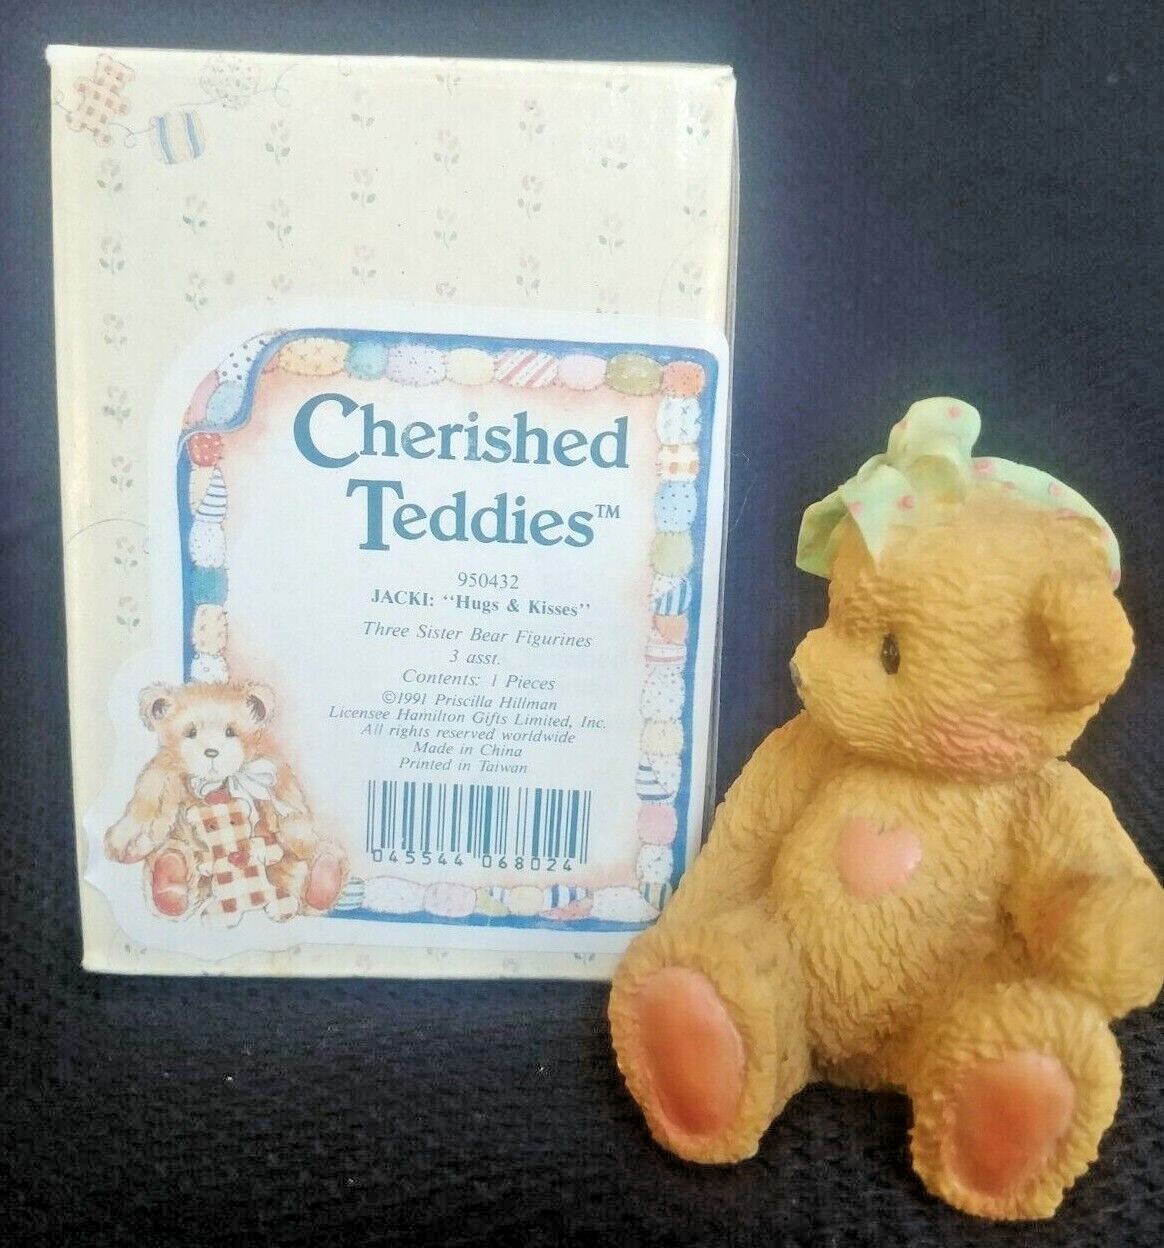 Cherished
Teddies™
950432
JACKI: "Hugs & Kisses"
Three Sister Bear Figurines
3 asst.
Contents: 1 Pieces
©1991 Priscilla Hillman
Licensee Hamilton Gifts Limited, Inc.
All rights reserved worldwide
Made in China
Printed in Taiwan
045544 068024